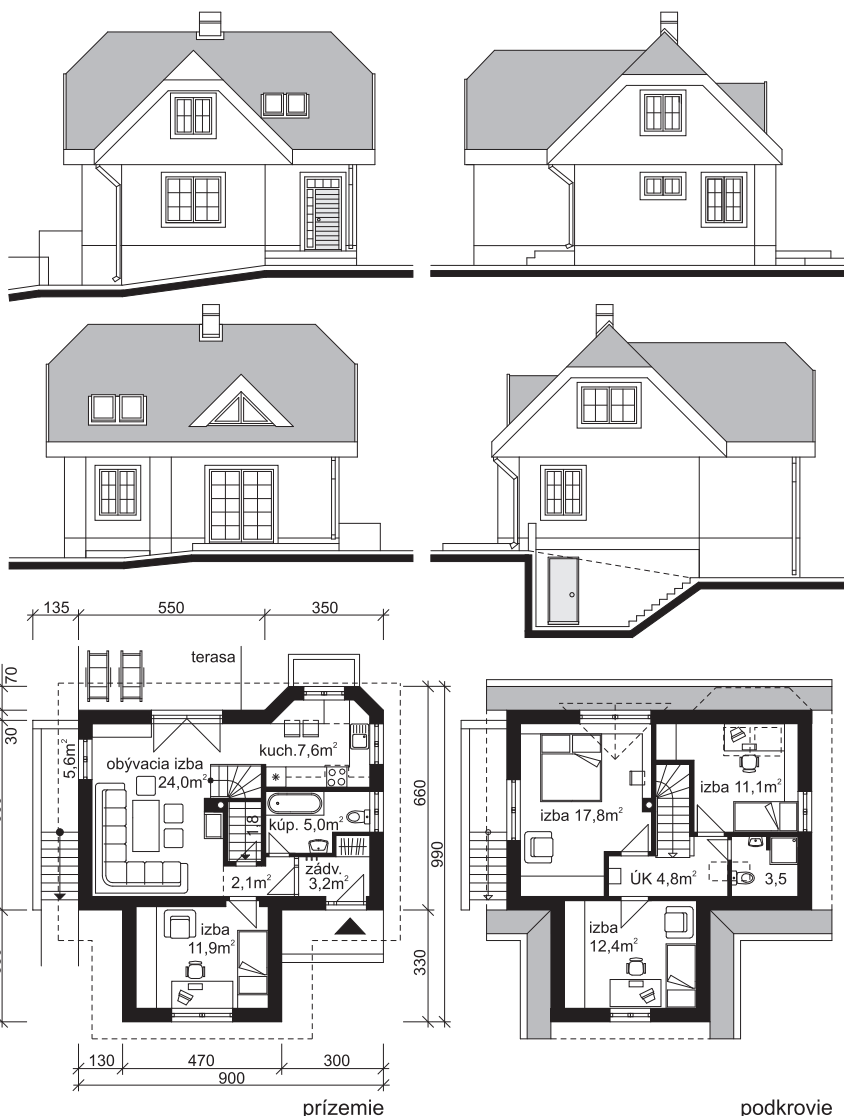 135
550
350
70
30
terasa
5,6m²
kuch.7,6m²
obývacia izba
24,0m²
1,8
kúp. 5,0m²
zádv.
3,2m²
2,1m²
izba
11,9m²
660
990
330
130
470
300
900
prízemie
izba 11,1m²
izba 17,8m²
ÚK 4,8m²
3,5
izba
12,4m²
podkrovie